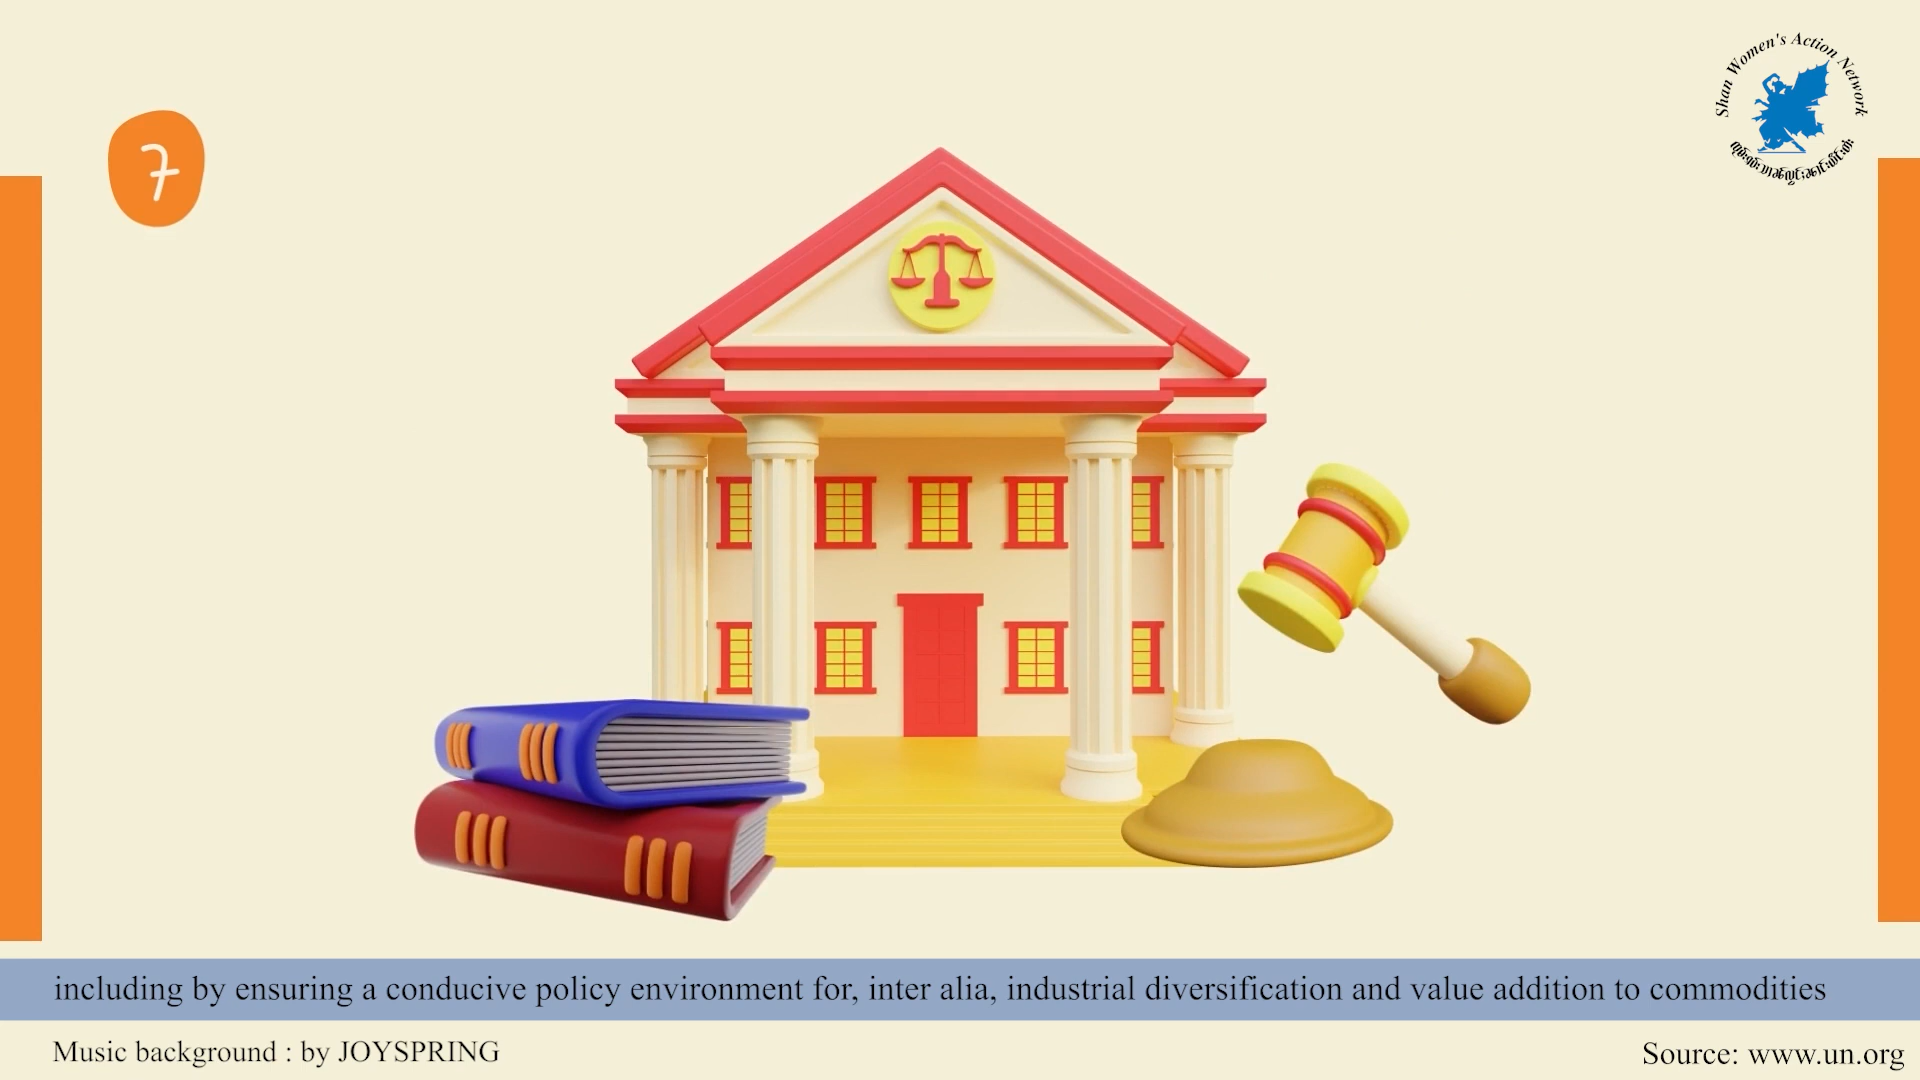 Shan Women's Action Network
7
including by ensuring a conducive policy environment for, inter alia, industrial diversification and value addition to commodities
Music background : by JOYSPRING
Source: www.un.org